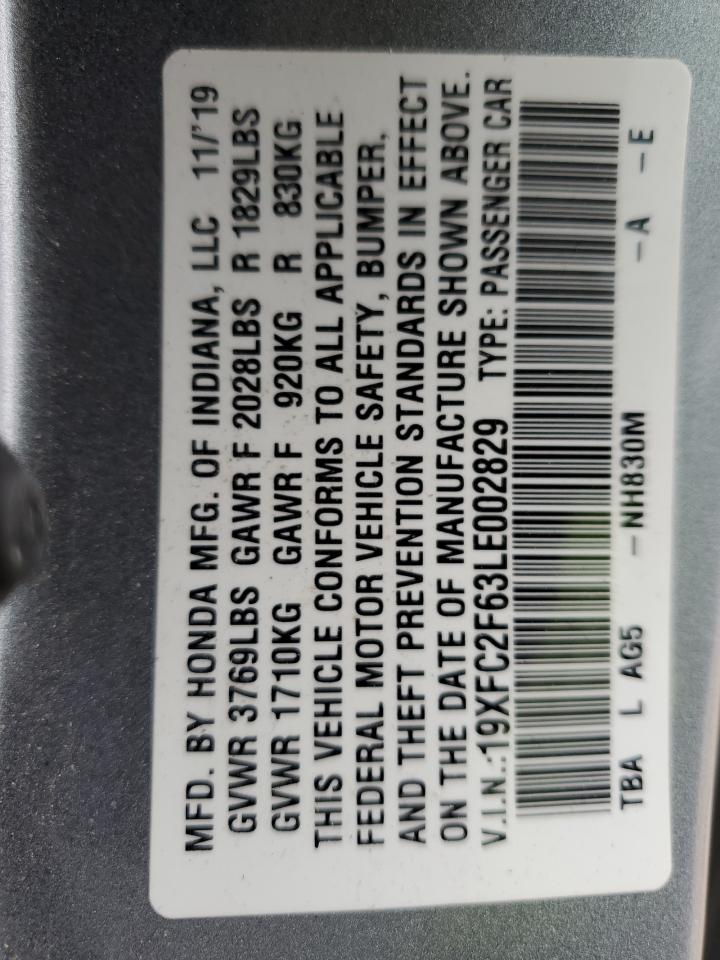 MFD. BY HONDA MFG. OF INDIANA, LLC 11/'19
GVWR 3769LBS GAWR F 2028LBS R 1829LBS
GVWR 1710KG GAWR F 920KG R 830KG
THIS VEHICLE CONFORMS TO ALL APPLICABLE
FEDERAL MOTOR VEHICLE SAFETY, BUMPER,
AND THEFT PREVENTION STANDARDS IN EFFECT
ON THE DATE OF MANUFACTURE SHOWN ABOVE.
V.I.N.:19XFC2F63LE002829 TYPE: PASSENGER CAR
TBA L AG5 -NH830M -A -E